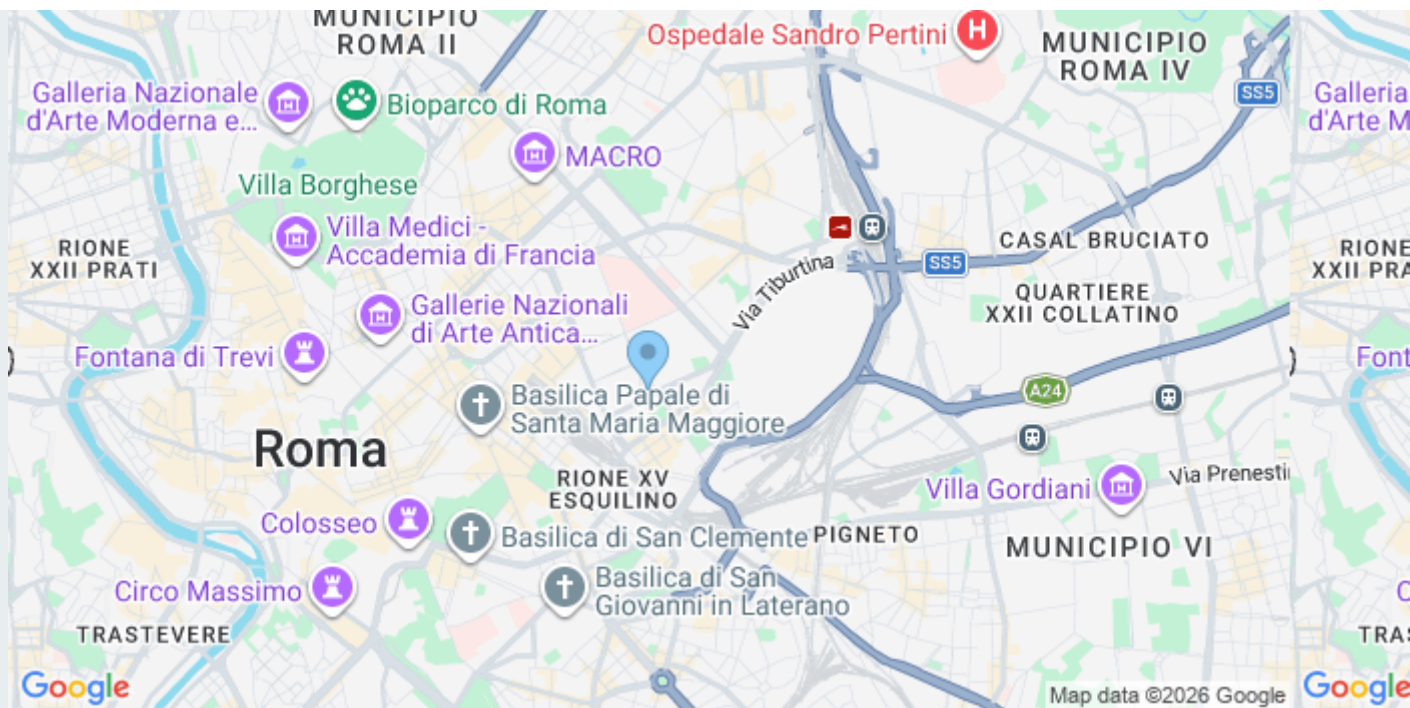 MUNICIPIO
ROMA II
Ospedale Sandro Pertini
H
MUNICIPIO
ROMA IV
SS5
Galleria Nazionale
d'Arte Moderna e...
Bioparco di Roma
MACRO
Villa Borghese
Villa Medici -
Accademia di Francia
RIONE
XXII PRATI
Via Tiburtina
SS5
CASAL BRUCIATO
QUARTIERE
XXII COLLATINO
Gallerie Nazionali
di Arte Antica...
Fontana di Trevi
A24
Basilica Papale di
Santa Maria Maggiore
Roma
RIONE XV
ESQUILINO
Villa Gordiani
Via Prenesti
Colosseo
Basilica di San Clemente
PIGNETO
MUNICIPIO VI
Circo Massimo
Basilica di San
Giovanni in Laterano
TRASTEVERE
Google
Map data ©2026 Google
Galleria
d'Arte M
RIONE
XXII PRA
Font
C
TRAS
Google